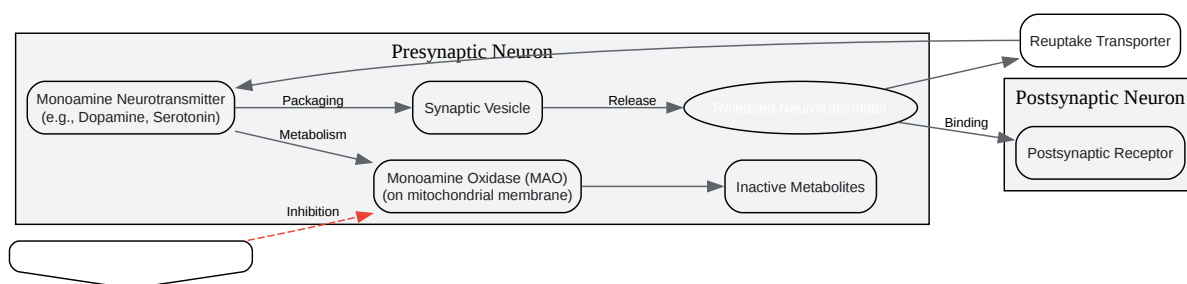 Presynaptic Neuron
Reuptake Transporter
Monoamine Neurotransmitter
(e.g., Dopamine, Serotonin)
Packaging
Synaptic Vesicle
Release
Released Neurotransmitter
Postsynaptic Neuron
Binding
Postsynaptic Receptor
Metabolism
Monoamine Oxidase (MAO)
(on mitochondrial membrane)
Inactive Metabolites
Inhibition